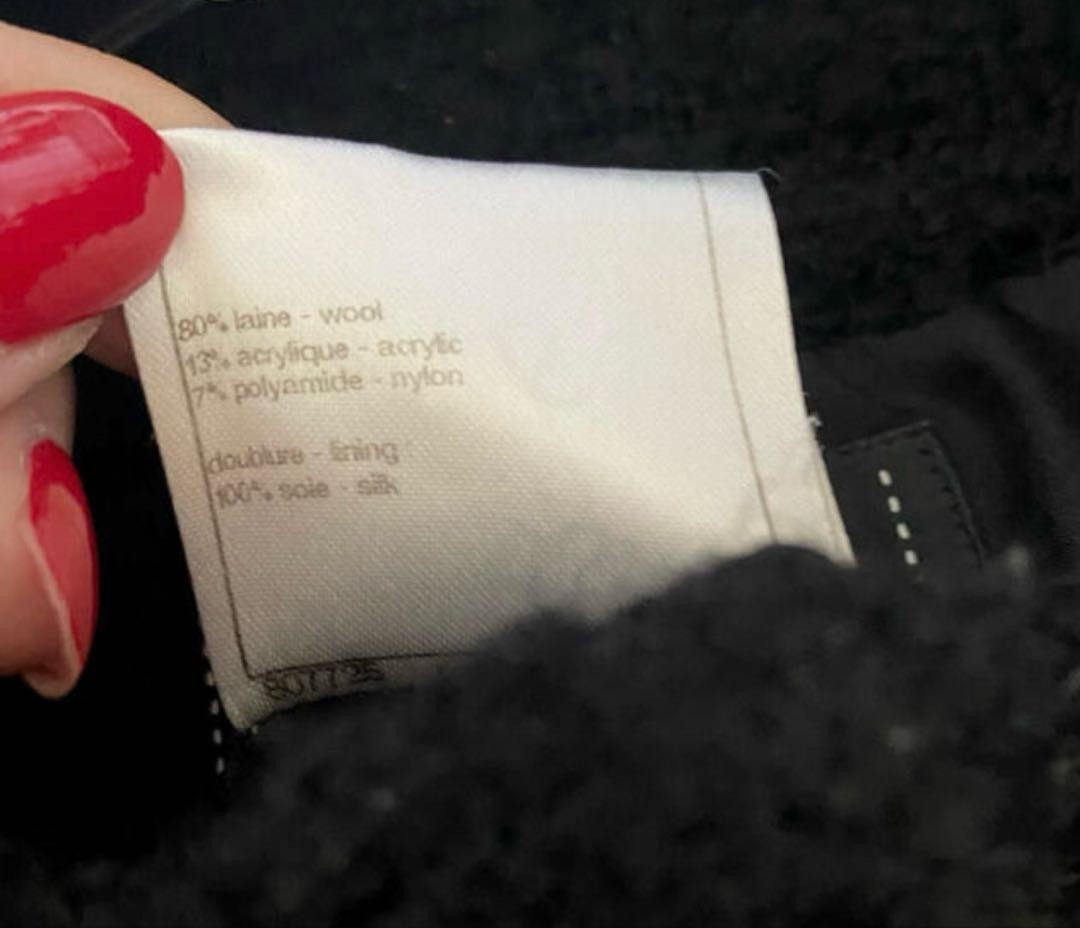 80% laine - wool
13% acrylique - acrylic
7% polyamide - nylon
doublure - lining
100% soie - silk
807725